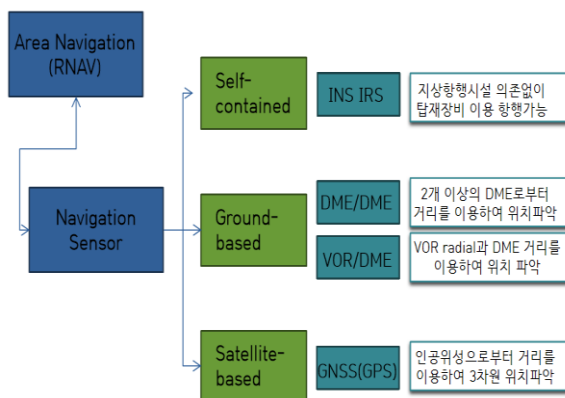 Area Navigation
(RNAV)
Navigation
Sensor
Self-
contained
INS IRS
지상항행시설 의존없이
탑재장비 이용 항행가능
Ground-
based
DME/DME
2개 이상의 DME로부터
거리를 이용하여 위치파악
VOR/DME
VOR radial과 DME 거리를
이용하여 위치 파악
Satellite-
based
GNSS(GPS)
인공위성으로부터 거리를
이용하여 3차원 위치파악